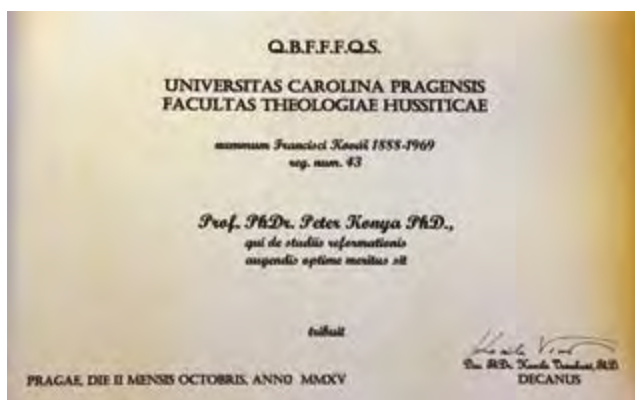 Q.B.F.F.F.Q.S.
UNIVERSITAS CAROLINA PRAGENSIS
FACULTAS THEOLOGIAE HUSSITICAE
nummum Francisci Kovář 1888-1969
reg. num. 43
Prof. PhDr. Peter Konya PhD.,
qui de studiis reformationis
augendis optime meritus sit
tribuit
PRAGAE, DIE II MENSIS OCTOBRIS, ANNO MMXV
DECANUS